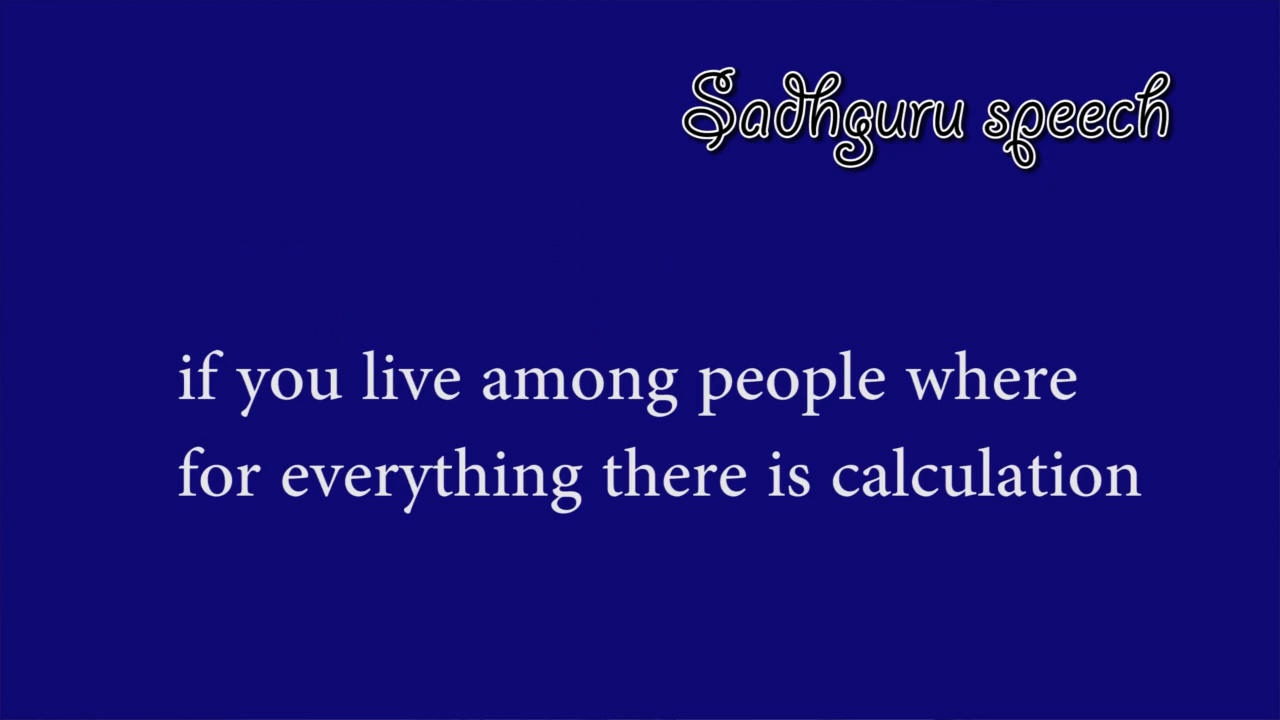 Sadhguru speech
if you live among people where
for everything there is calculation